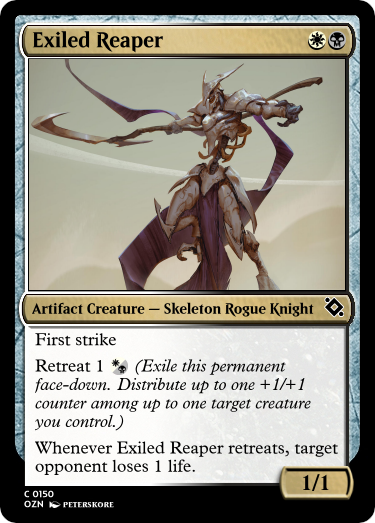 Exiled Reaper
Artifact Creature — Skeleton Rogue Knight
First strike
Retreat 1 (Exile this permanent
face-down. Distribute up to one +1/+1
counter among up to one target creature
you control.)
Whenever Exiled Reaper retreats, target
opponent loses 1 life.
1/1
C 0150
OZN PETERSKORE